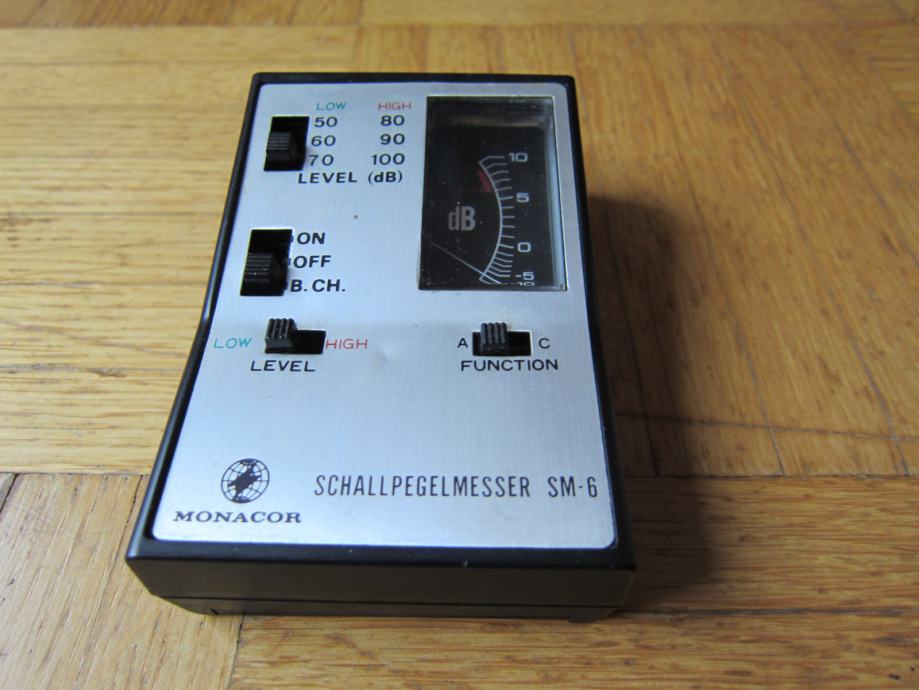 LOW HIGH
50 80
60 90
70 100
LEVEL (dB)
10
5
dB
0
-5
-10
ON
OFF
B. CH.
LOW HIGH
LEVEL
A C
FUNCTION
SCHALLPEGELMESSER SM-6
MONACOR